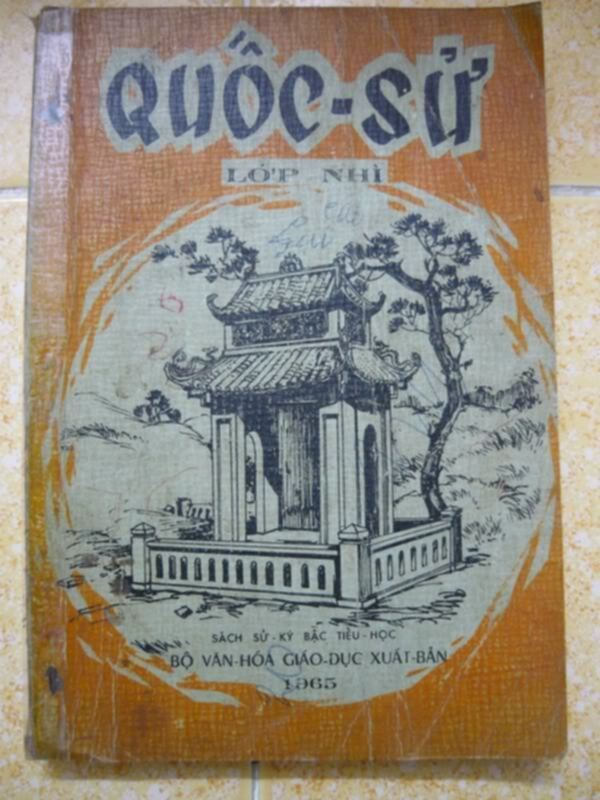 QUỐC-SỬ
LỚP NHÌ
SÁCH SỬ-KÝ BẬC TIỂU-HỌC
BỘ VĂN-HÓA GIÁO-DỤC XUẤT-BẢN
1965